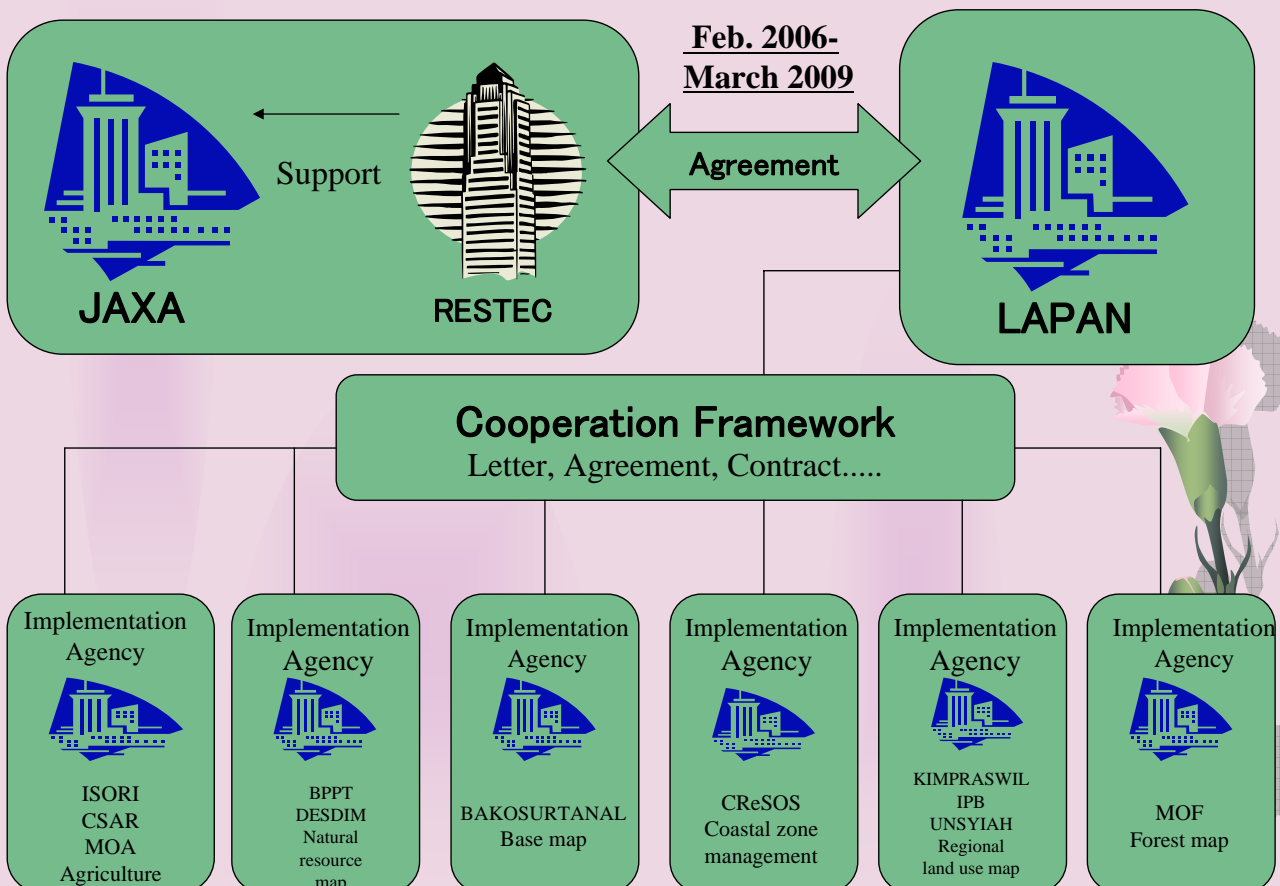 Feb. 2006-
March 2009
Support
Agreement
JAXA
RESTEC
LAPAN
Cooperation Framework
Letter, Agreement, Contract.....
Implementation
Agency
ISORI
CSAR
MOA
Agriculture
Implementation
Agency
BPPT
DESDIM
Natural
resource
map
Implementation
Agency
BAKOSURTANAL
Base map
Implementation
Agency
CReSOS
Coastal zone
management
Implementation
Agency
KIMPRASWIL
IPB
UNSYIAH
Regional
land use map
Implementation
Agency
MOF
Forest map